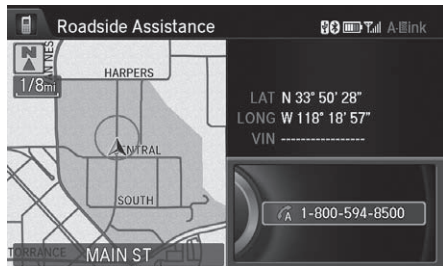 Roadside Assistance
A-Link
N
HARPERS
1/8mi
CENTRAL
SOUTH
TORRANCE
MAIN ST
LAT N 33° 50' 28"
LONG W 118° 18' 57"
VIN ----------------
A 1-800-594-8500